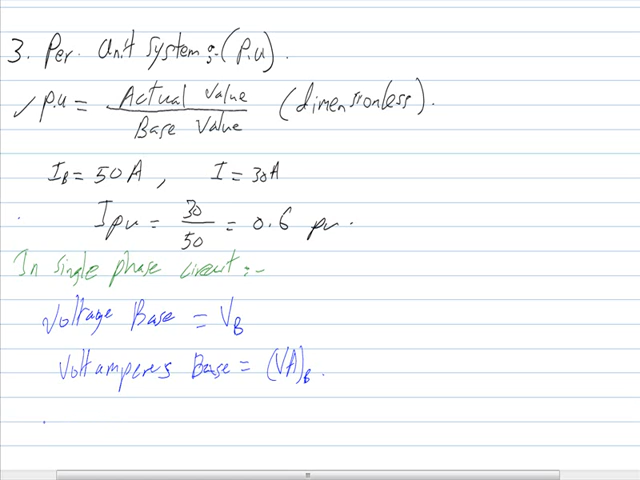 3. Per. Unit System :- (P.U).
✓ p.u = Actual Value / Base Value (dimensionless).
I_B = 50 A , I = 30A
I pu = 30 / 50 = 0.6 pu.
In single phase circuit :-
Voltage Base = V_B
Voltamperes Base = (VA)_B.